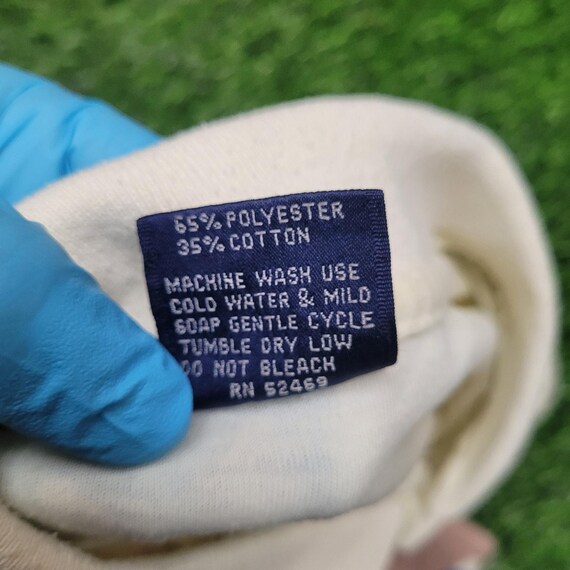 65% POLYESTER
35% COTTON
MACHINE WASH USE
COLD WATER & MILD
SOAP GENTLE CYCLE
TUMBLE DRY LOW
DO NOT BLEACH
RN 52469